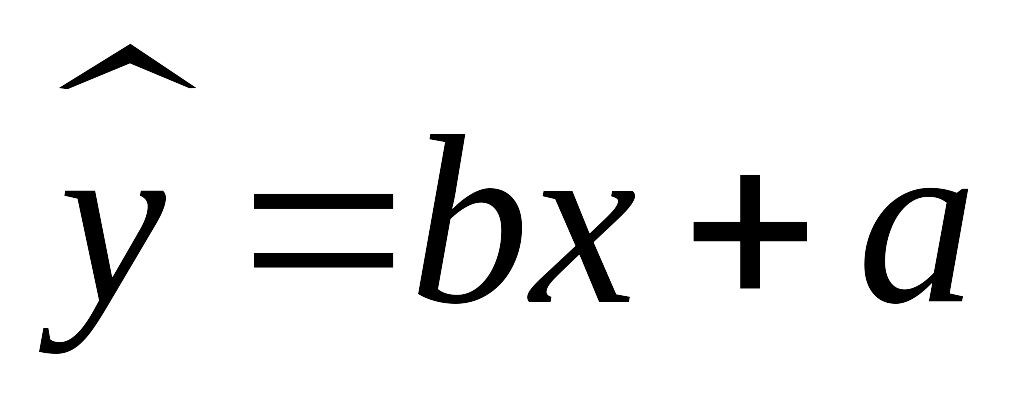 ŷ = bx + a